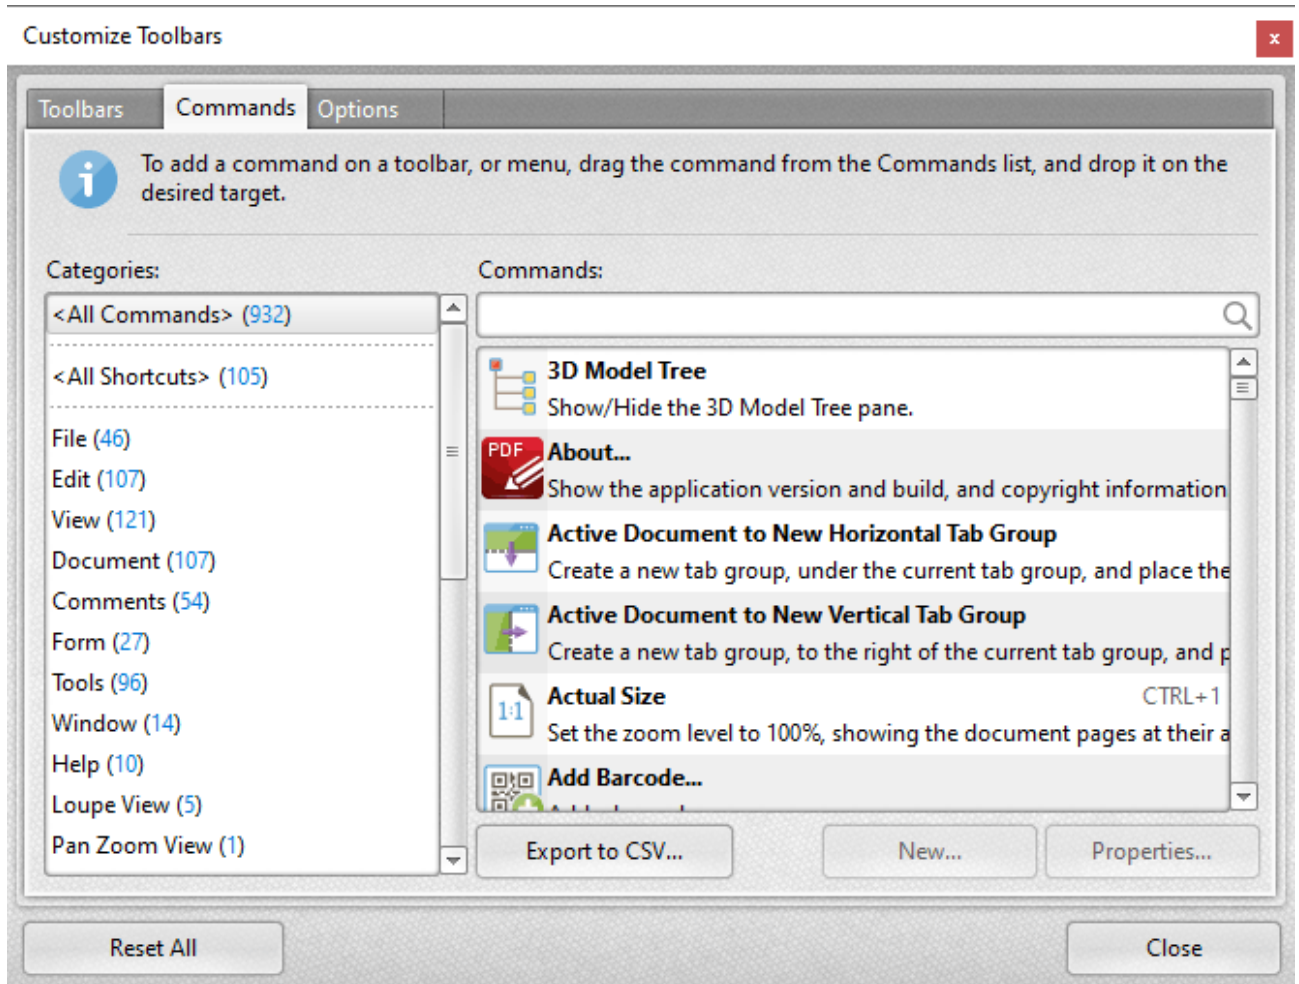 Customize Toolbars
x
Toolbars Commands Options
To add a command on a toolbar, or menu, drag the command from the Commands list, and drop it on the
desired target.
Categories:
<All Commands> (932)
<All Shortcuts> (105)
File (46)
Edit (107)
View (121)
Document (107)
Comments (54)
Form (27)
Tools (96)
Window (14)
Help (10)
Loupe View (5)
Pan Zoom View (1)
Commands:
3D Model Tree
Show/Hide the 3D Model Tree pane.
PDF
About...
Show the application version and build, and copyright information
Active Document to New Horizontal Tab Group
Create a new tab group, under the current tab group, and place the
Active Document to New Vertical Tab Group
Create a new tab group, to the right of the current tab group, and
1:1
Actual Size CTRL+1
Set the zoom level to 100%, showing the document pages at their a
Add Barcode...
Export to CSV... New... Properties...
Reset All Close